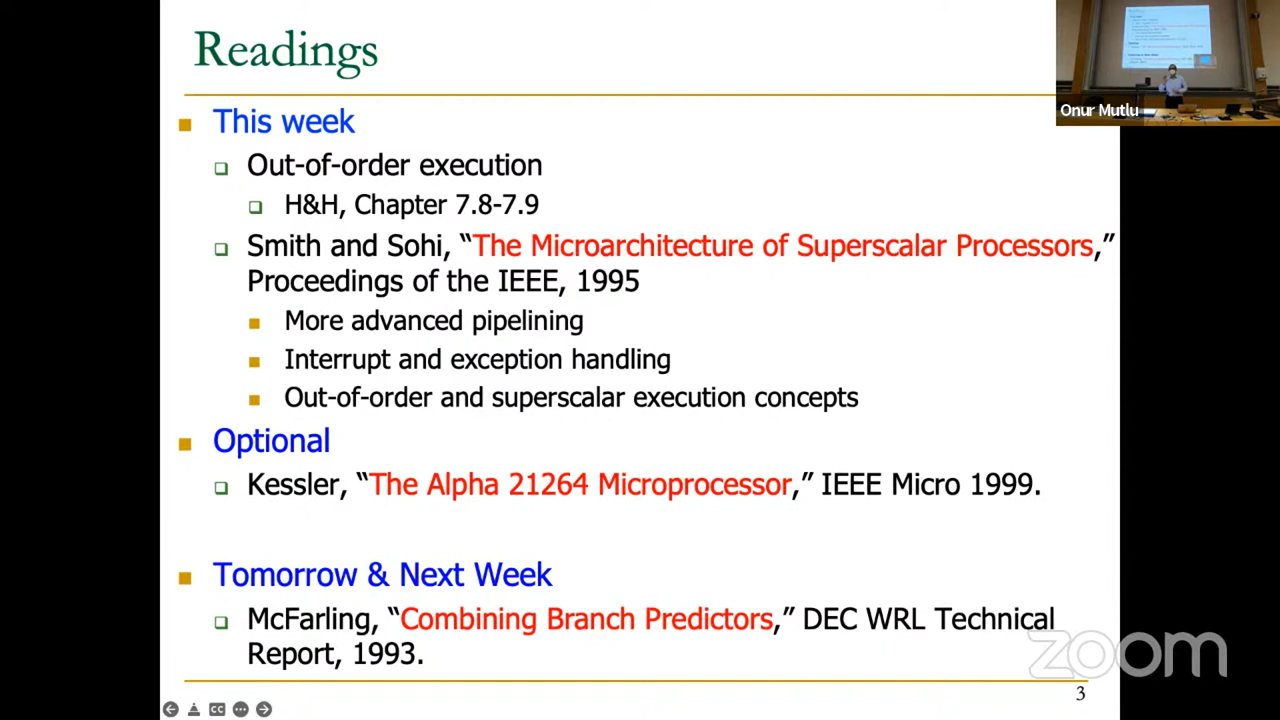 Readings
Onur Mutlu
This week
Out-of-order execution
H&H, Chapter 7.8-7.9
Smith and Sohi, “The Microarchitecture of Superscalar Processors,”
Proceedings of the IEEE, 1995
More advanced pipelining
Interrupt and exception handling
Out-of-order and superscalar execution concepts
Optional
Kessler, “The Alpha 21264 Microprocessor,” IEEE Micro 1999.
Tomorrow & Next Week
McFarling, “Combining Branch Predictors,” DEC WRL Technical
Report, 1993.
zoom
3